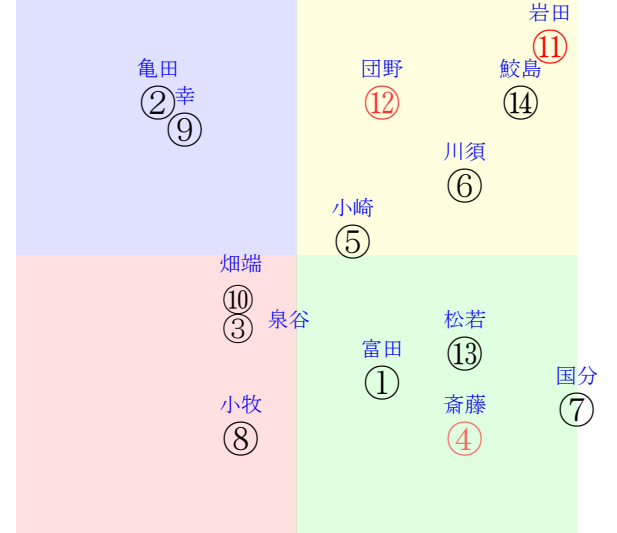 岩田
⑪
亀田
団野
鮫島
②
幸
⑫
⑭
⑨
川須
⑥
小崎
⑤
畑端
⑩
③
泉谷
松若
富田
⑬
①
国分
小牧
斎藤
⑦
⑧
④